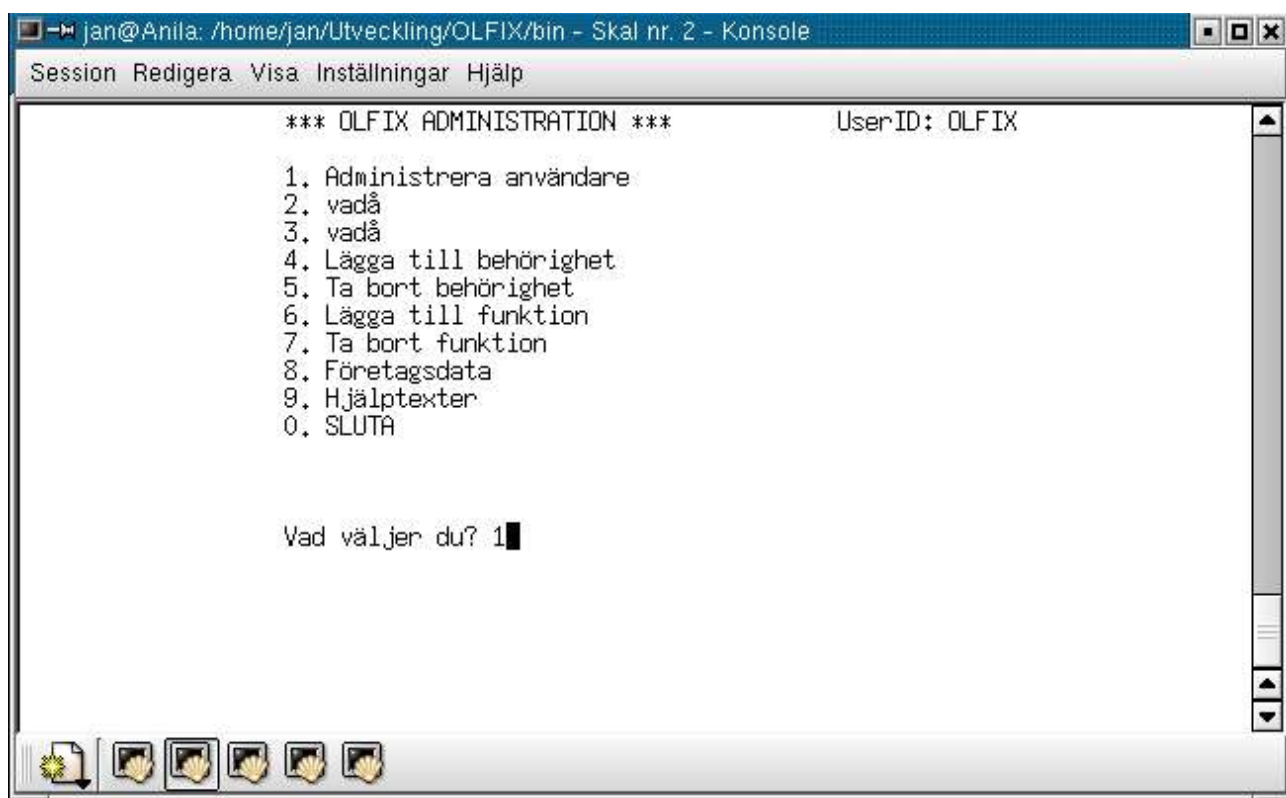 jan@Anila: /home/jan/Utveckling/OLFIX/bin - Skal nr. 2 - Konsole
Session Redigera Visa Inställningar Hjälp
*** OLFIX ADMINISTRATION *** UserID: OLFIX
1. Administrera användare
2. vadå
3. vadå
4. Lägga till behörighet
5. Ta bort behörighet
6. Lägga till funktion
7. Ta bort funktion
8. Företagsdata
9. Hjälptexter
0. SLUTA
Vad väljer du? 1